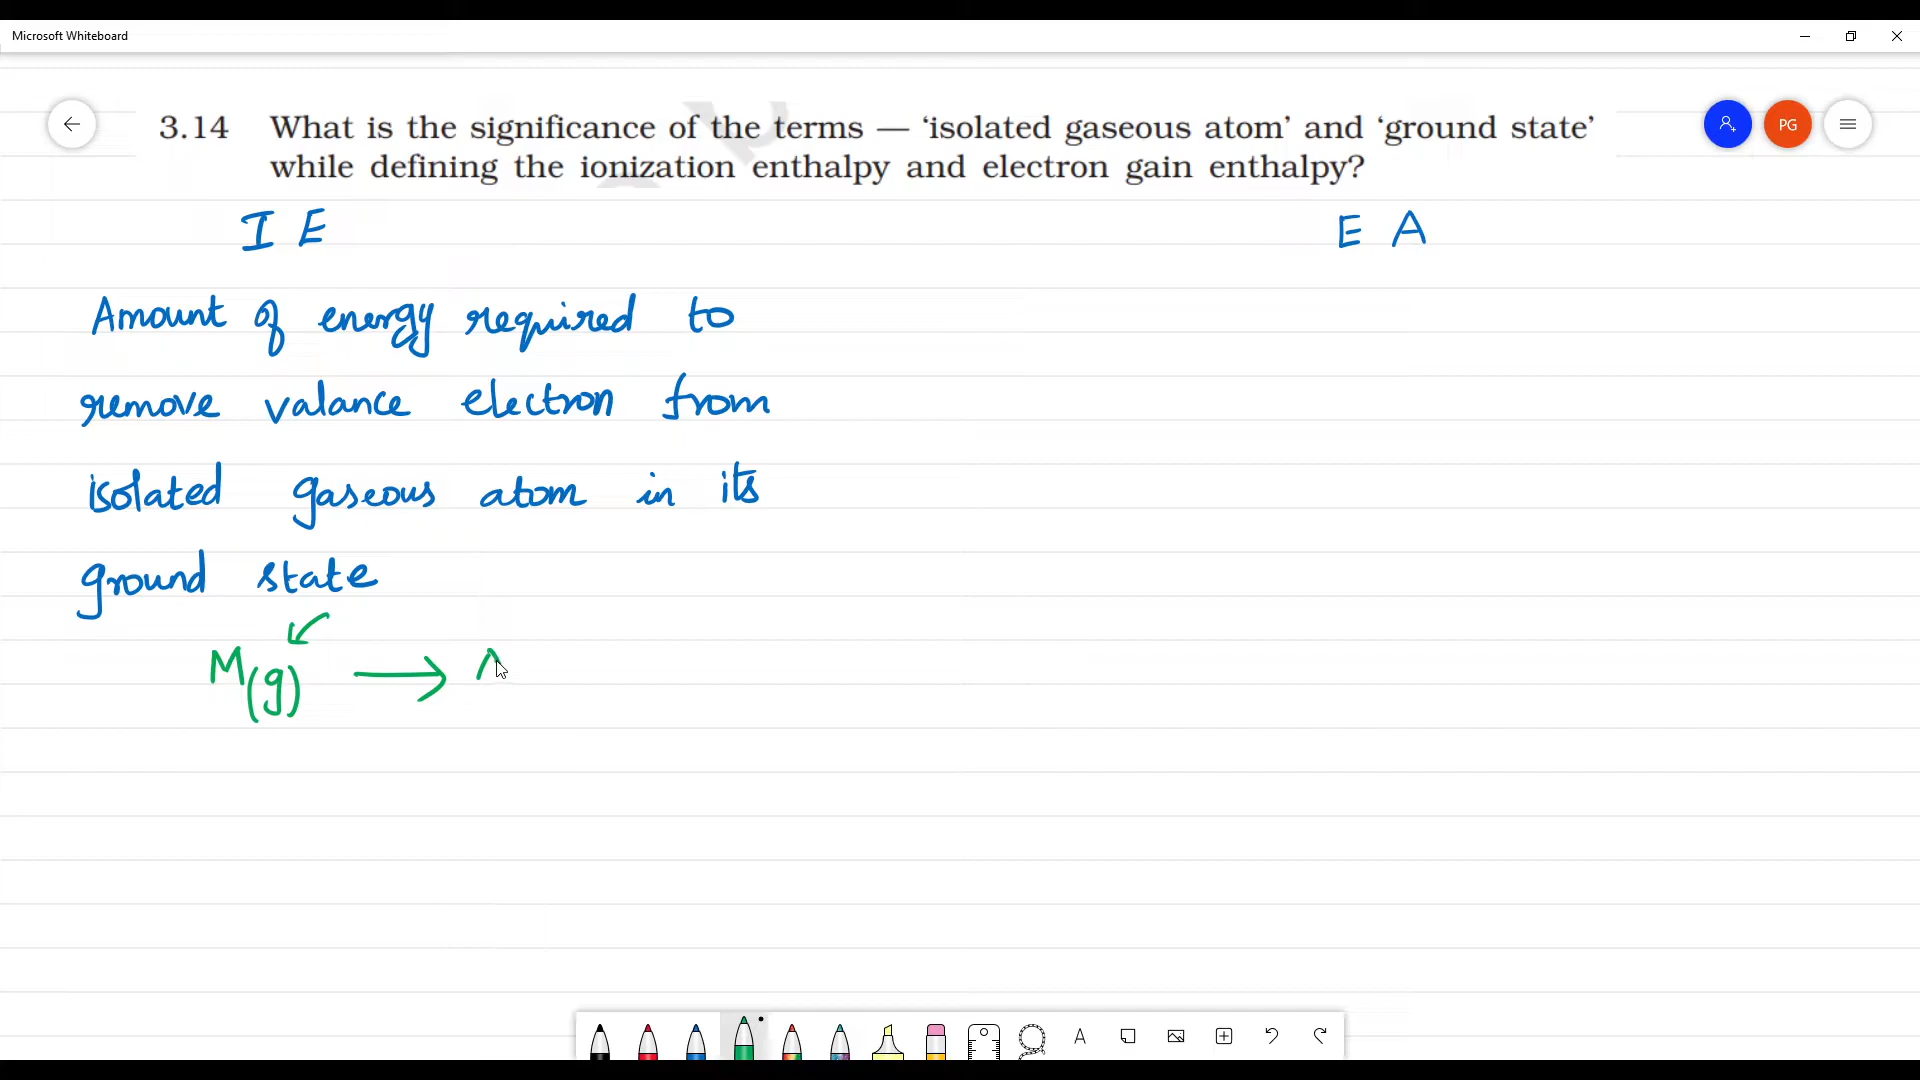 Microsoft Whiteboard
3.14 What is the significance of the terms — ‘isolated gaseous atom’ and ‘ground state’
while defining the ionization enthalpy and electron gain enthalpy?
PG
I E
E A
Amount of energy required to
remove valance electron from
isolated gaseous atom in its
ground state
M(g) →
A